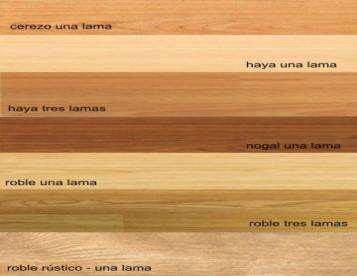 cerezo una lama
haya una lama
haya tres lamas
nogal una lama
roble una lama
roble tres lamas
roble rústico - una lama